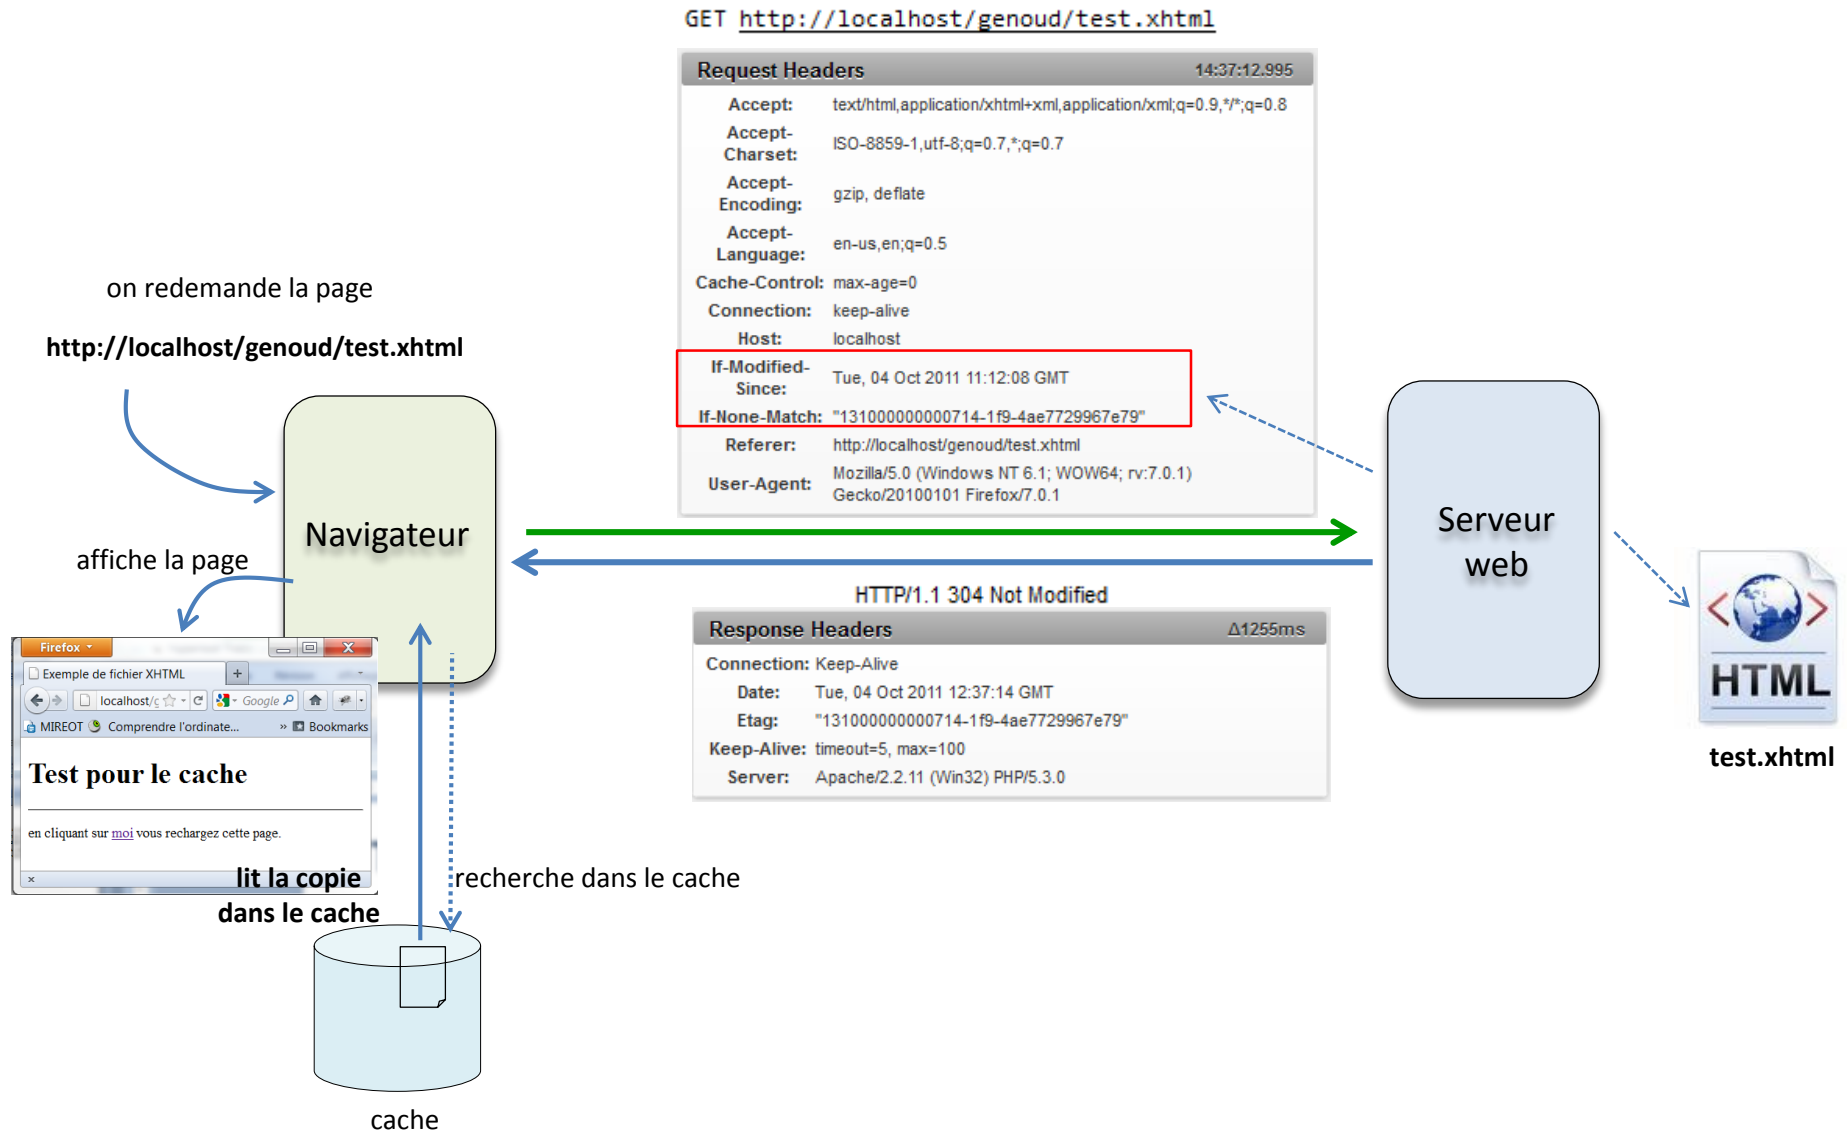 GET http://localhost/genoud/test.xhtml
Request Headers 14:37:12.995
Accept: text/html,application/xhtml+xml,application/xml;q=0.9,*/*;q=0.8
Accept-
Charset: ISO-8859-1,utf-8;q=0.7,*;q=0.7
Accept-
Encoding: gzip, deflate
Accept-
Language: en-us,en;q=0.5
Cache-Control: max-age=0
Connection: keep-alive
Host: localhost
If-Modified-
Since: Tue, 04 Oct 2011 11:12:08 GMT
If-None-Match: "131000000000714-1f9-4ae7729967e79"
Referer: http://localhost/genoud/test.xhtml
User-Agent: Mozilla/5.0 (Windows NT 6.1; WOW64; rv:7.0.1)
Gecko/20100101 Firefox/7.0.1
on redemande la page
http://localhost/genoud/test.xhtml
Navigateur
Serveur
web
affiche la page
HTTP/1.1 304 Not Modified
Response Headers Δ1255ms
Connection: Keep-Alive
Date: Tue, 04 Oct 2011 12:37:14 GMT
Etag: "131000000000714-1f9-4ae7729967e79"
Keep-Alive: timeout=5, max=100
Server: Apache/2.2.11 (Win32) PHP/5.3.0
HTML
test.xhtml
Firefox
Exemple de fichier XHTML
localhost/g Google
MIREOT Comprendre l'ordinate... » Bookmarks
Test pour le cache
en cliquant sur moi vous rechargez cette page.
x
lit la copie
dans le cache
recherche dans le cache
cache